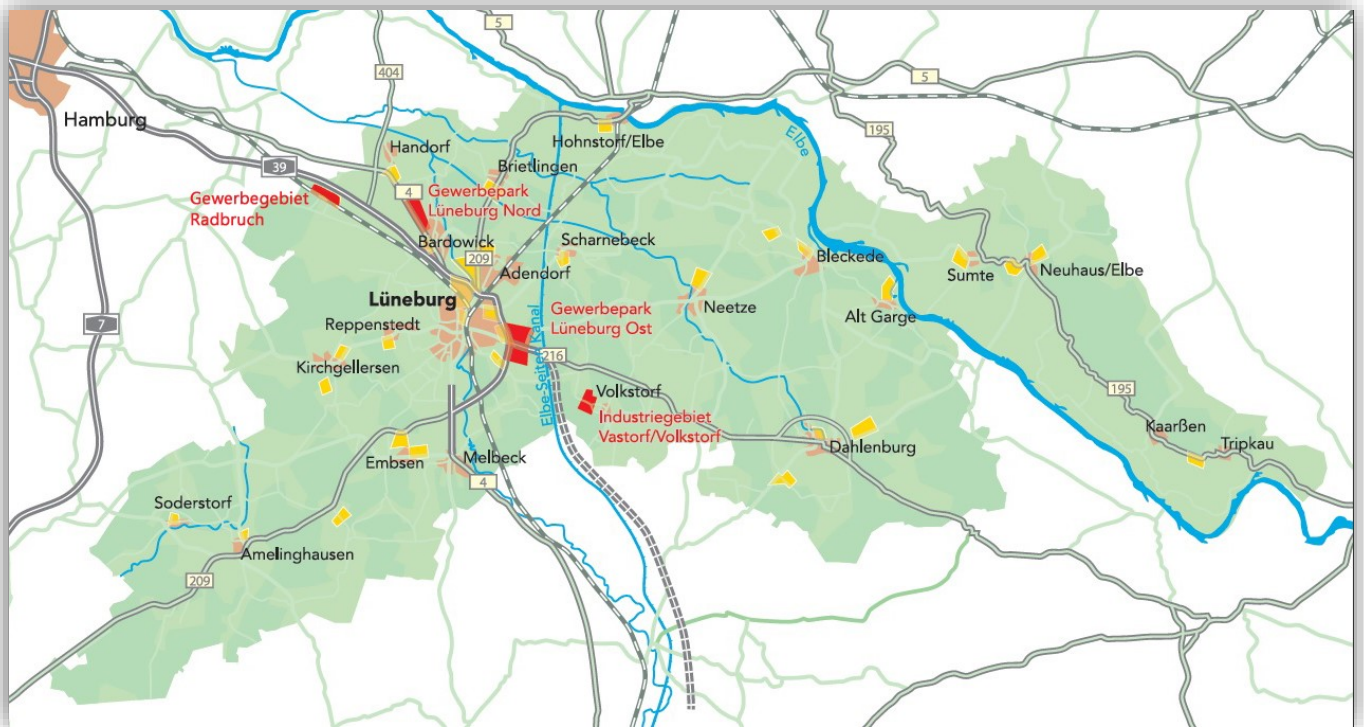 5
404
5
Hamburg
195
Elbe
Hohnstorf/Elbe
Handorf
39
Brietlingen
4
Gewerbepark
Lüneburg Nord
Gewerbegebiet
Radbruch
Bardowick
Scharnebeck
209
Adendorf
Bleckede
Sumte
Neuhaus/Elbe
Lüneburg
Neetze
Alt Garge
Gewerbepark
Lüneburg Ost
7
Reppenstedt
216
Elbe-Seiten Kanal
Kirchgellersen
Volkstorf
195
Industriegebiet
Vastorf/Volkstorf
Kaarßen
Tripkau
Dahlenburg
Embsen
Melbeck
4
Soderstorf
Amelinghausen
209